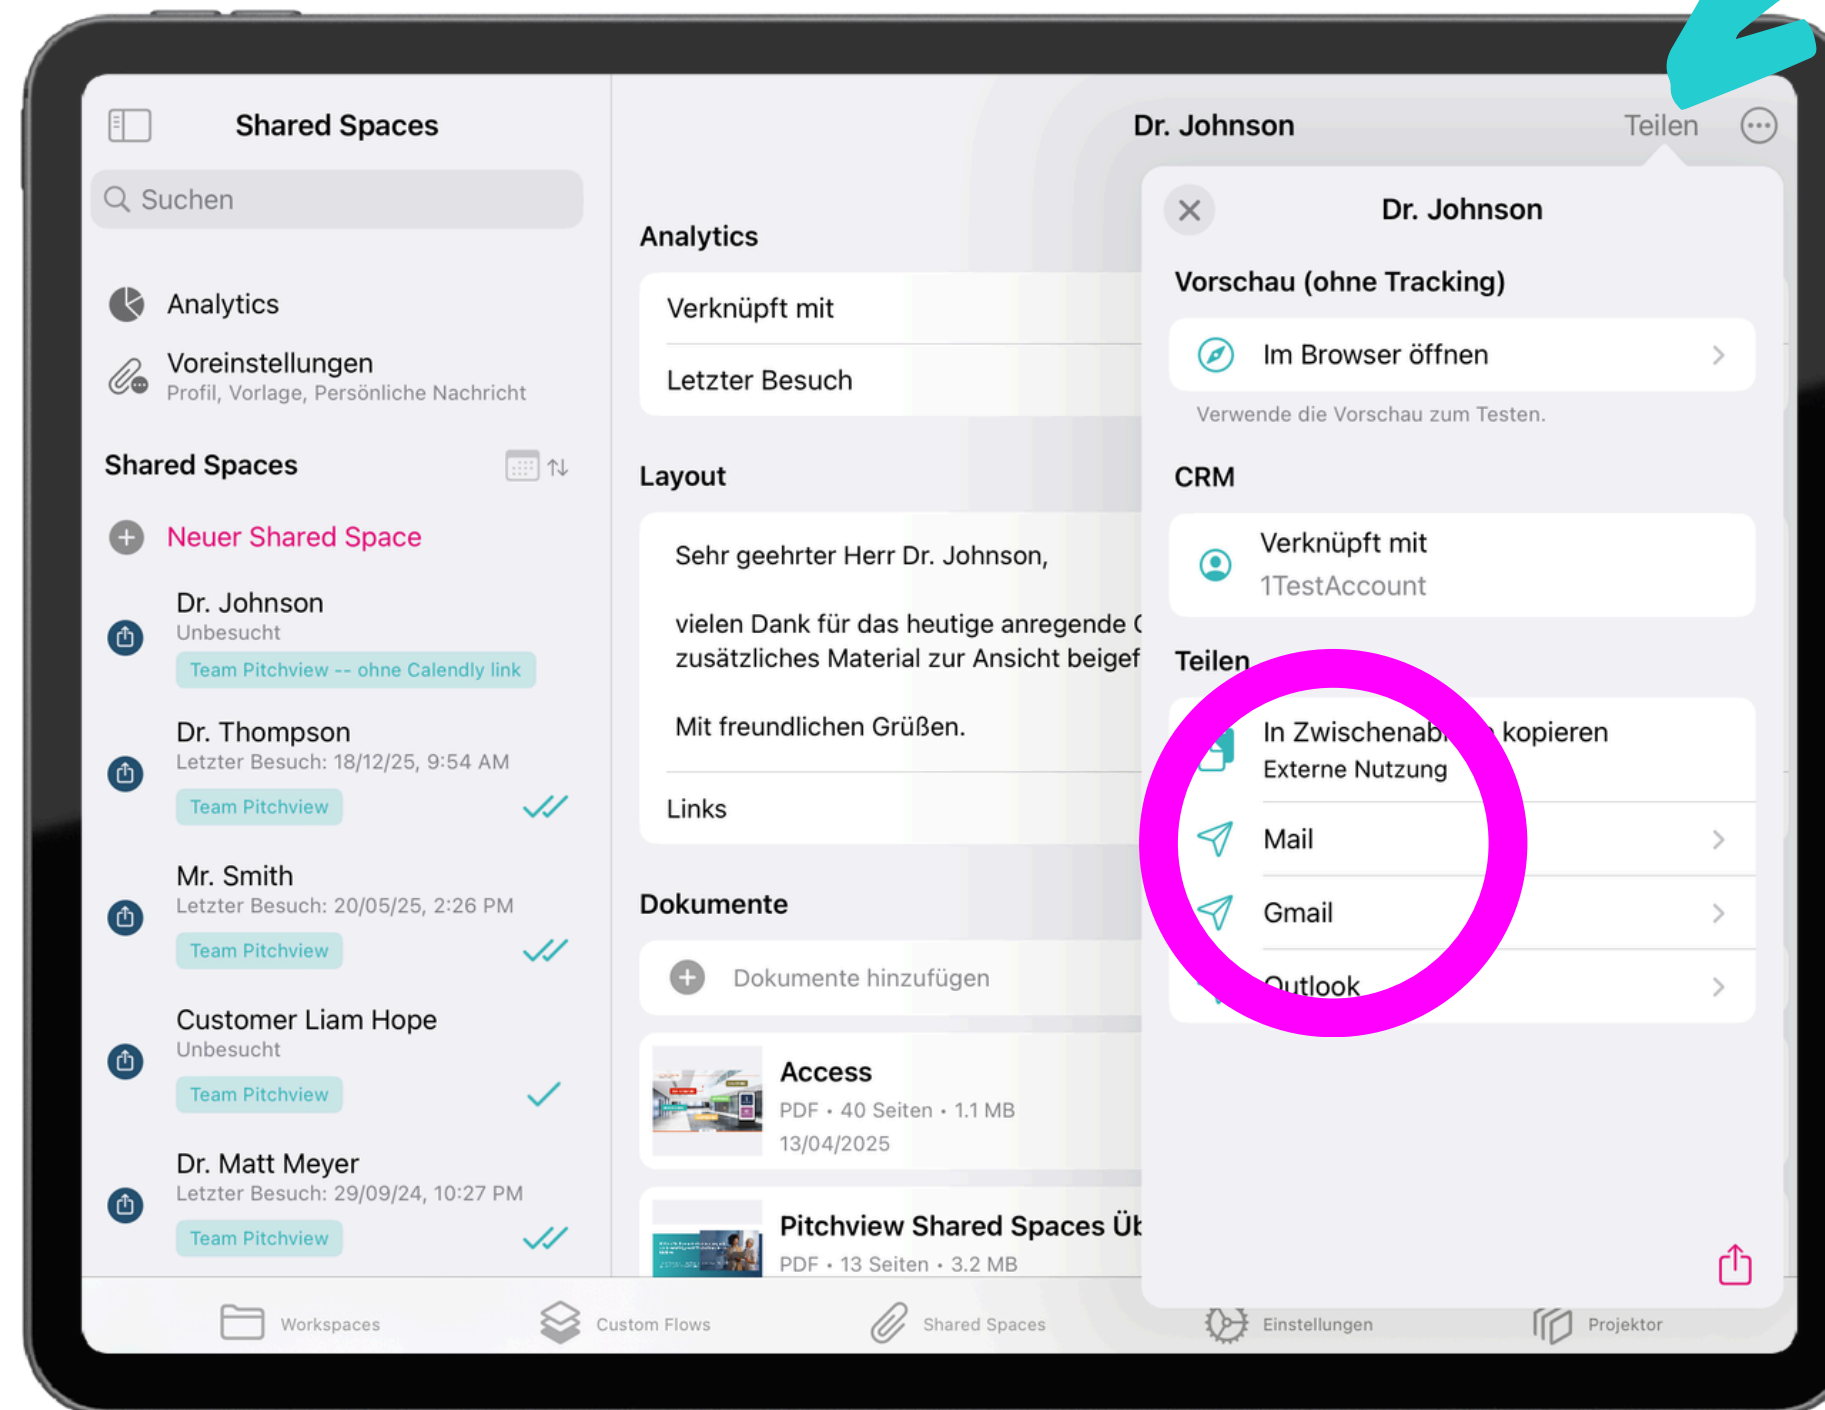 Shared Spaces
Suchen
Analytics
Voreinstellungen
Profil, Vorlage, Persönliche Nachricht
Shared Spaces
Neuer Shared Space
Dr. Johnson
Unbesucht
Team Pitchview -- ohne Calendly link
Dr. Thompson
Letzter Besuch: 18/12/25, 9:54 AM
Team Pitchview
Mr. Smith
Letzter Besuch: 20/05/25, 2:26 PM
Team Pitchview
Customer Liam Hope
Unbesucht
Team Pitchview
Dr. Matt Meyer
Letzter Besuch: 29/09/24, 10:27 PM
Team Pitchview
Dr. Johnson
Teilen
Analytics
Verknüpft mit
Letzter Besuch
Layout
Sehr geehrter Herr Dr. Johnson,
vielen Dank für das heutige anregende
zusätzliches Material zur Ansicht
Mit freundlichen Grüßen.
Links
Dokumente
Dokumente hinzufügen
Access
PDF • 40 Seiten • 1.1 MB
13/04/2025
Pitchview Shared Spaces
PDF • 13 Seiten • 3.2 MB
Dr. Johnson
Vorschau (ohne Tracking)
Im Browser öffnen
Verwende die Vorschau zum Testen.
CRM
Verknüpft mit
1TestAccount
Teilen
In kopieren
Externe Nutzung
Mail
Gmail
Outlook
Workspaces
Custom Flows
Shared Spaces
Einstellungen
Projektor